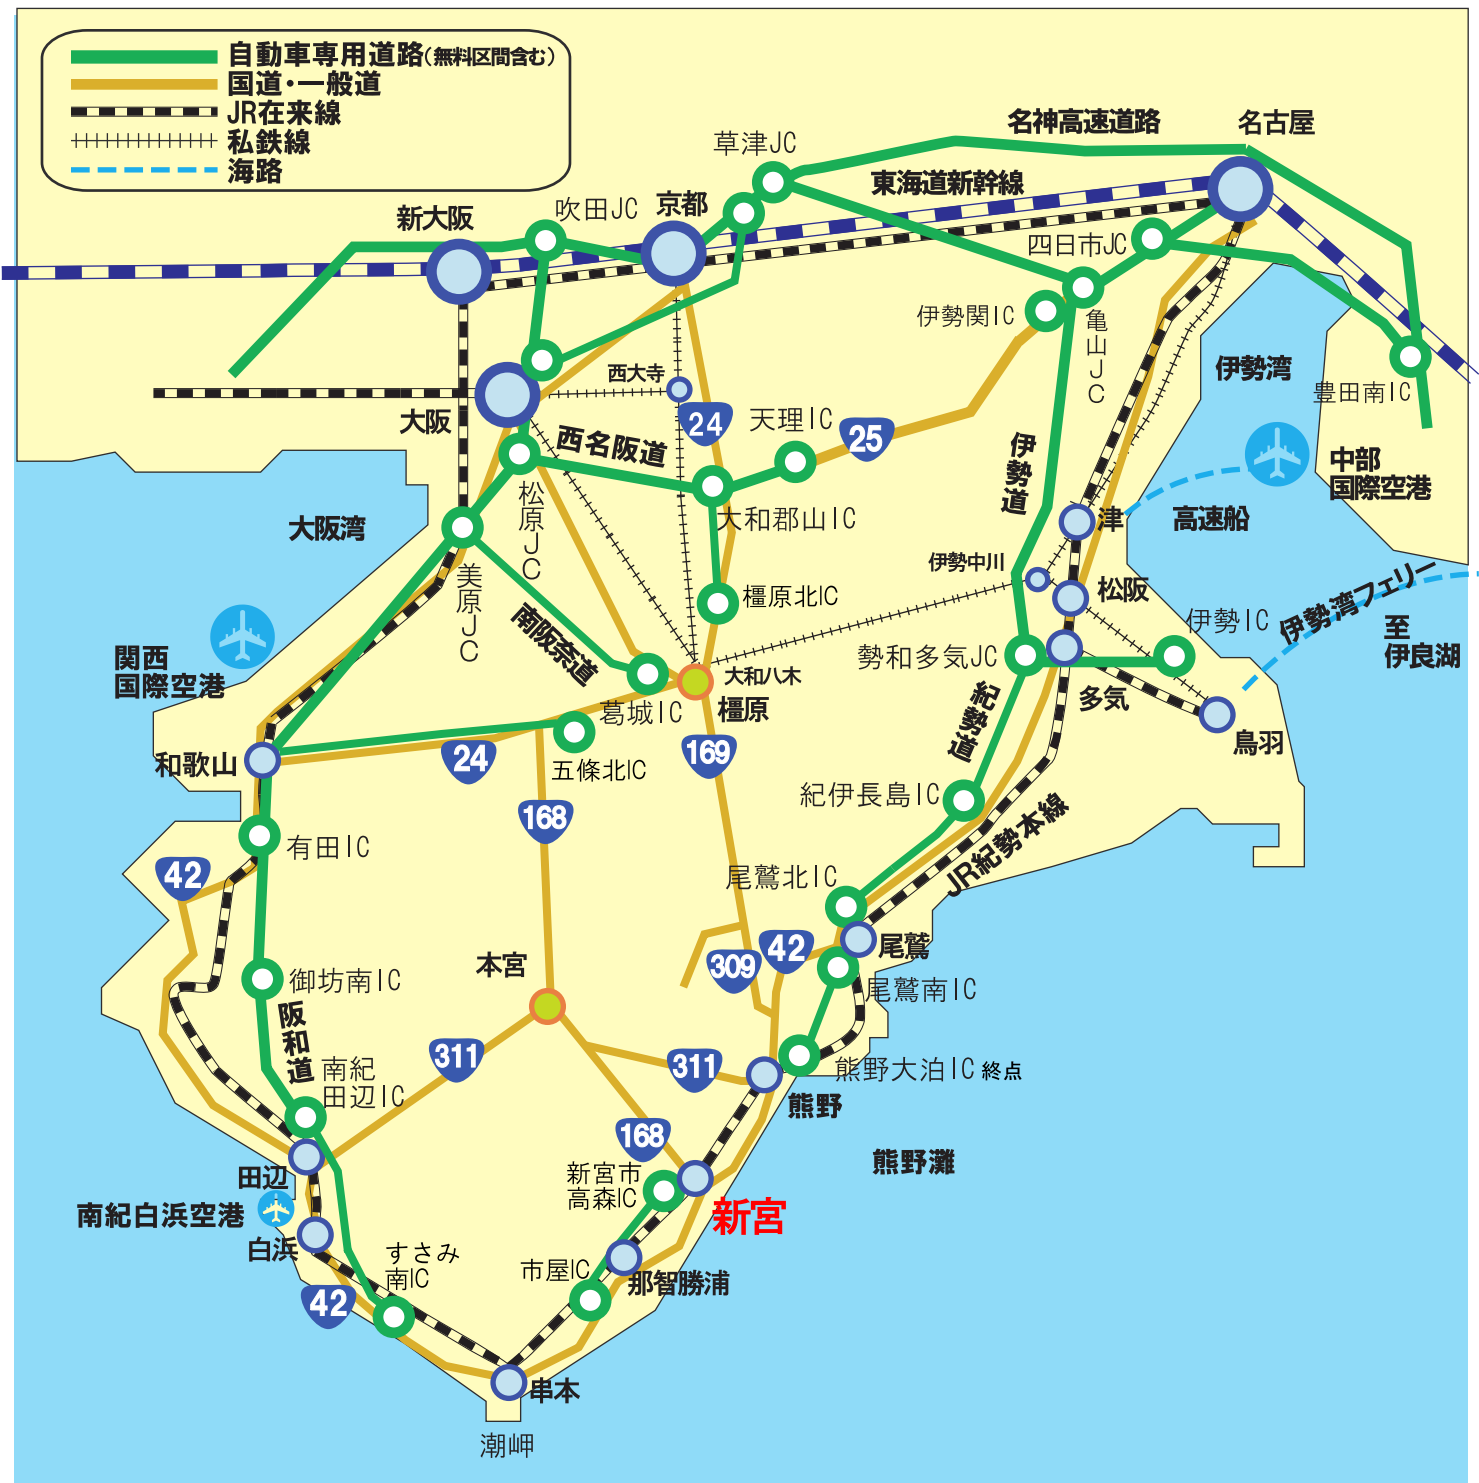 自動車専用道路(無料区間含む)
国道・一般道
JR在来線
私鉄線
海路
名神高速道路
名古屋
草津JC
東海道新幹線
京都
吹田JC
新大阪
四日市JC
伊勢関IC
亀山JC
伊勢湾
豊田南IC
西大寺
大阪
24
天理IC
25
西名阪道
伊勢道
中部
国際空港
松原JC
大和郡山IC
津
高速船
大阪湾
美原JC
伊勢中川
松阪
橿原北IC
伊勢湾フェリー
伊勢IC
至
伊良湖
南阪奈道
関西
国際空港
勢和多気JC
大和八木
橿原
葛城IC
紀勢道
多気
鳥羽
和歌山
24
五條北IC
169
紀伊長島IC
168
JR紀勢本線
有田IC
42
尾鷲北IC
尾鷲
42
309
本宮
御坊南IC
尾鷲南IC
阪和道
311
311
南紀
田辺IC
熊野大泊IC 終点
熊野
168
熊野灘
田辺
新宮市
高森IC
新宮
南紀白浜空港
白浜
すさみ
南IC
市屋IC
那智勝浦
42
串本
潮岬